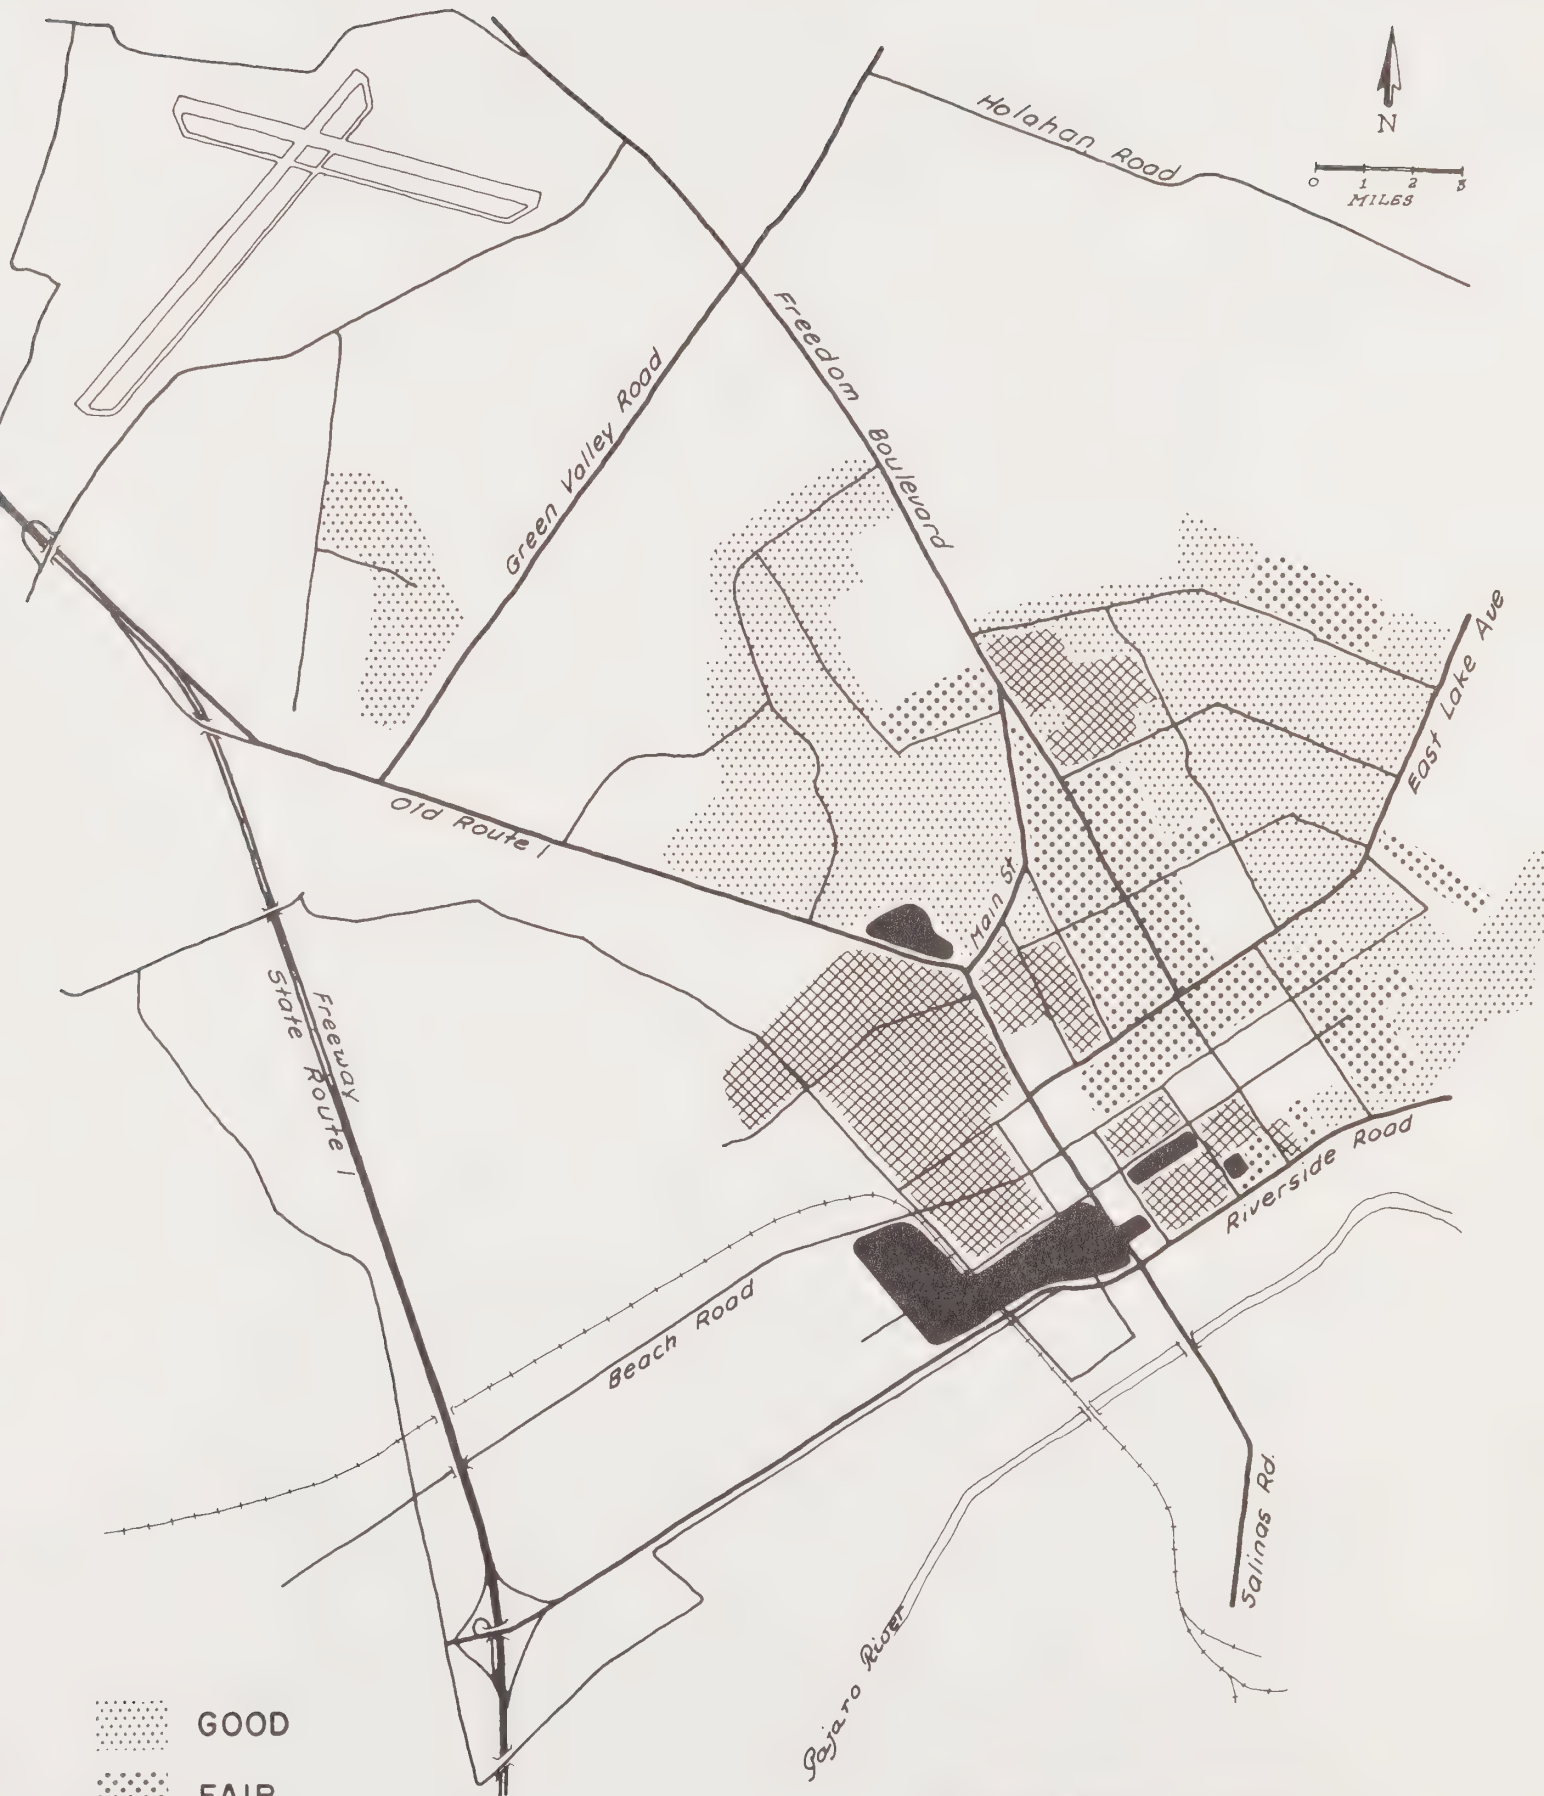 Holohan Road
N
0 1 2 3
MILES
Freedom Boulevard
Green Valley Road
East Lake Ave
Old Route 1
Main St
Freeway
State Route 1
Riverside Road
Beach Road
Salinas Rd.
Pajaro River
GOOD
FAIR